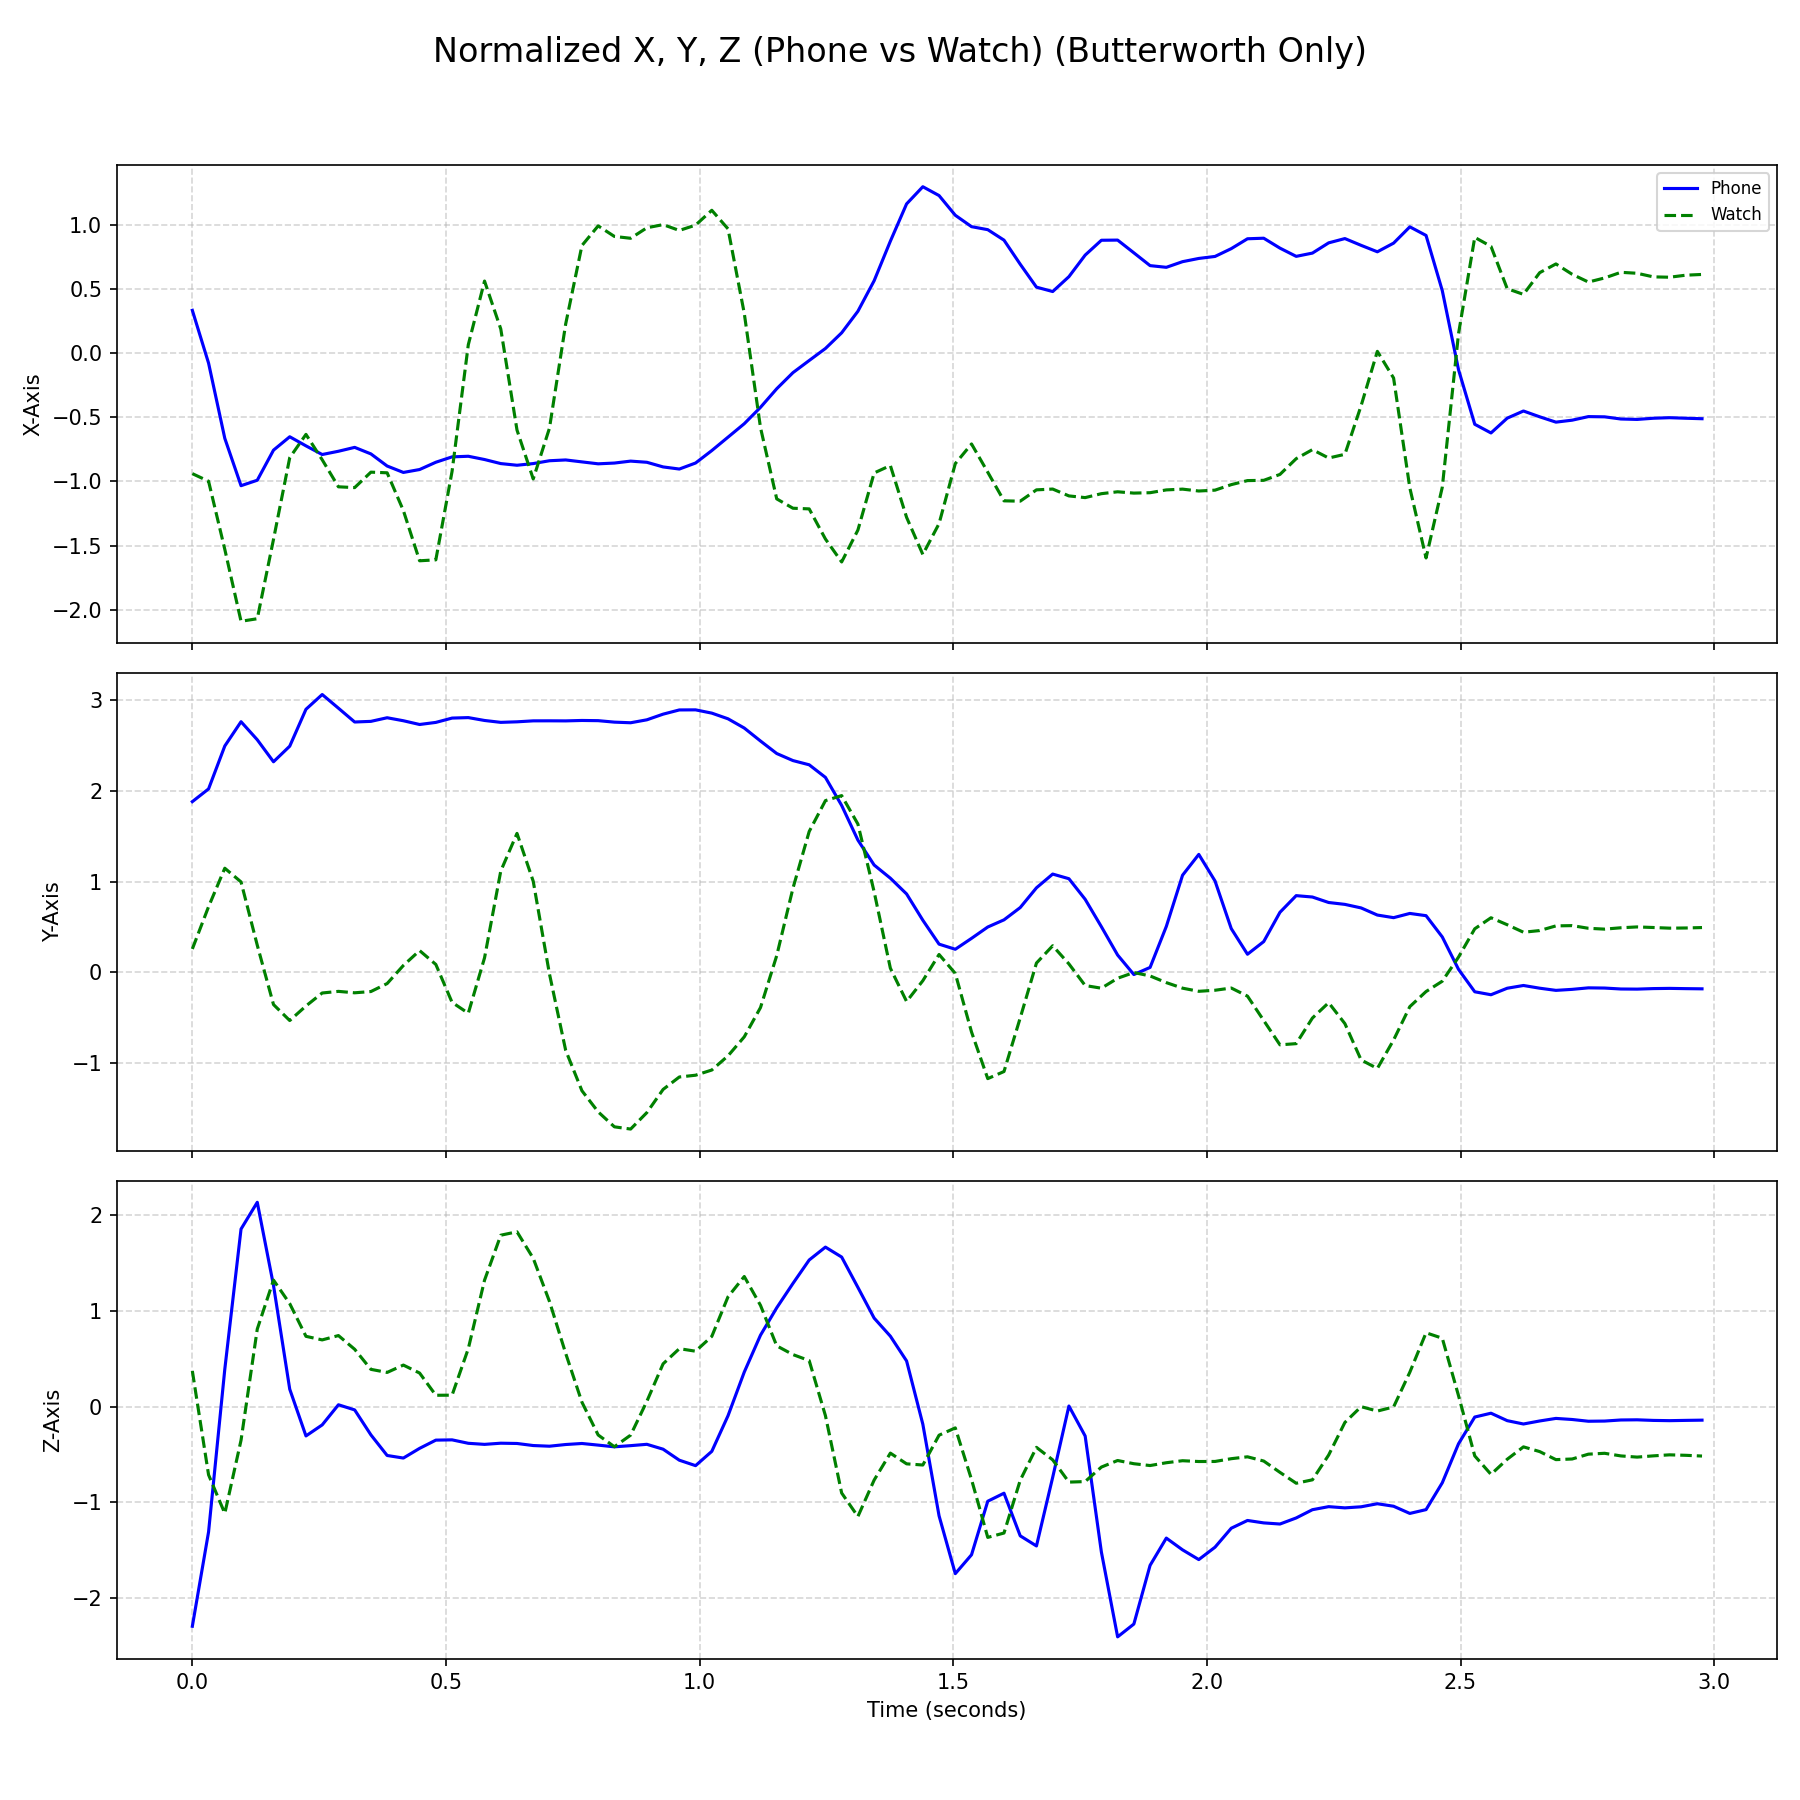 Normalized X, Y, Z (Phone vs Watch) (Butterworth Only)
Phone
Watch
X-Axis
1.0
0.5
0.0
−0.5
−1.0
−1.5
−2.0
Y-Axis
3
2
1
0
−1
Z-Axis
2
1
0
−1
−2
0.0 0.5 1.0 1.5 2.0 2.5 3.0
Time (seconds)